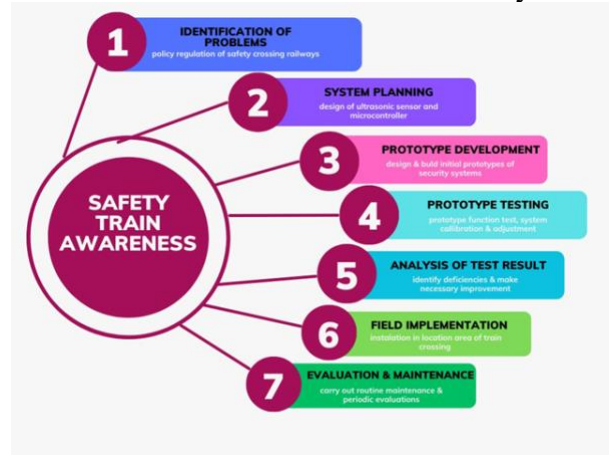 1
IDENTIFICATION OF
PROBLEMS
policy regulation of safety crossing railways
2
SYSTEM PLANNING
design of ultrasonic sensor and
microcontroller
3
PROTOTYPE DEVELOPMENT
design & build initial prototypes of
security systems
SAFETY
TRAIN
AWARENESS
4
PROTOTYPE TESTING
prototype function test, system
callibration & adjustment
5
ANALYSIS OF TEST RESULT
identify deficiencies & make
necessary improvement
6
FIELD IMPLEMENTATION
instalation in location area of train
crossing
7
EVALUATION & MAINTENANCE
carry out routine maintenance &
periodic evaluations